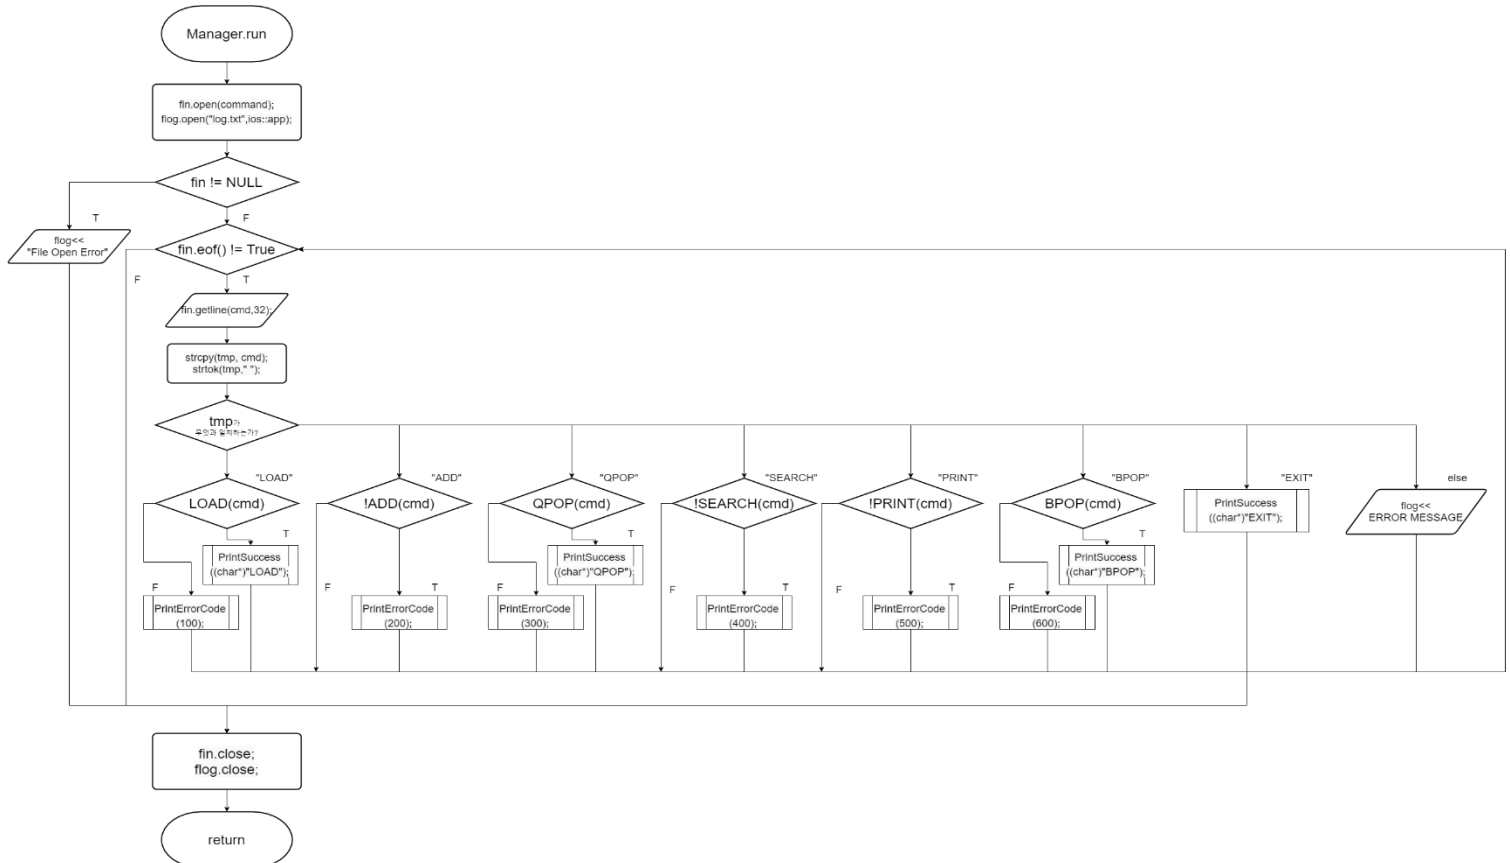 Manager.run
fin.open(command);
flog.open("log.txt",ios::app);
fin != NULL
T
F
flog<<
"File Open Error"
fin.eof() != True
F
T
fin.getline(cmd,32);
strcpy(tmp, cmd);
strtok(tmp," ");
tmp가
무엇과 일치하는가?
"LOAD"
"ADD"
"QPOP"
"SEARCH"
"PRINT"
"BPOP"
"EXIT"
else
LOAD(cmd)
!ADD(cmd)
QPOP(cmd)
!SEARCH(cmd)
!PRINT(cmd)
BPOP(cmd)
PrintSuccess
((char*)"EXIT");
flog<<
ERROR MESSAGE
T
T
T
PrintSuccess
((char*)"LOAD");
PrintSuccess
((char*)"QPOP");
PrintSuccess
((char*)"BPOP");
F
F
T
F
F
T
F
T
F
PrintErrorCode
(100);
PrintErrorCode
(200);
PrintErrorCode
(300);
PrintErrorCode
(400);
PrintErrorCode
(500);
PrintErrorCode
(600);
fin.close;
flog.close;
return